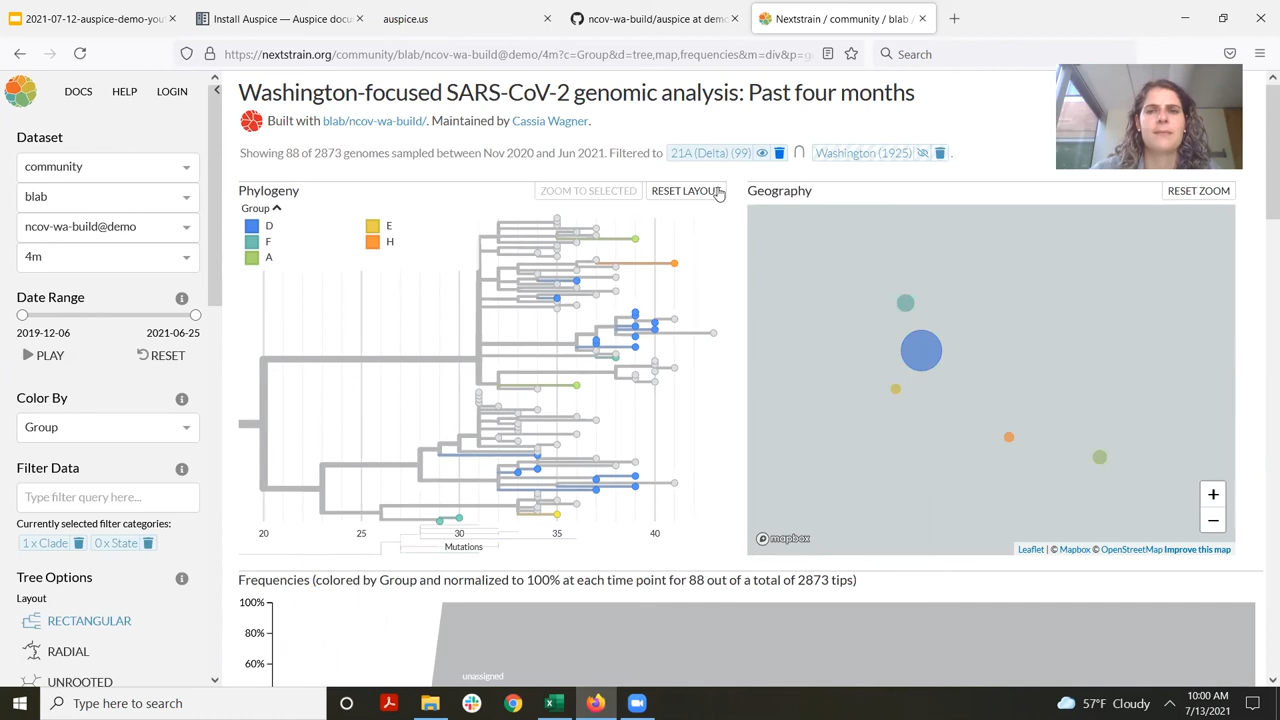 2021-07-12-auspice-demo-you
Install Auspice — Auspice docu
auspice.us
ncov-wa-build/auspice at demo
Nextstrain / community / blab /
https://nextstrain.org/community/blab/ncov-wa-build@demo/4m?c=Group&d=tree,map,frequencies&m=div&p=g
Search
DOCS HELP LOGIN
Dataset
community
blab
ncov-wa-build@demo
4m
Date Range
2019-12-06 2021-06-25
PLAY RESET
Color By
Group
Filter Data
Type filter query here...
Currently selected filter categories:
1 x Clade 0 x State
Tree Options
Layout
RECTANGULAR
RADIAL
UNROOTED
Washington-focused SARS-CoV-2 genomic analysis: Past four months
Built with blab/ncov-wa-build/. Maintained by Cassia Wagner.
Showing 88 of 2873 genomes sampled between Nov 2020 and Jun 2021. Filtered to 21A (Delta) (99) ∩ Washington (1925) .
Phylogeny
ZOOM TO SELECTED
RESET LAYOUT
Group
D E
F H
A
20 25 30 35 40
Mutations
Geography
RESET ZOOM
+
−
mapbox
Leaflet | © Mapbox © OpenStreetMap Improve this map
Frequencies (colored by Group and normalized to 100% at each time point for 88 out of a total of 2873 tips)
100%
80%
60%
unassigned
Type here to search
57°F Cloudy
10:00 AM
7/13/2021